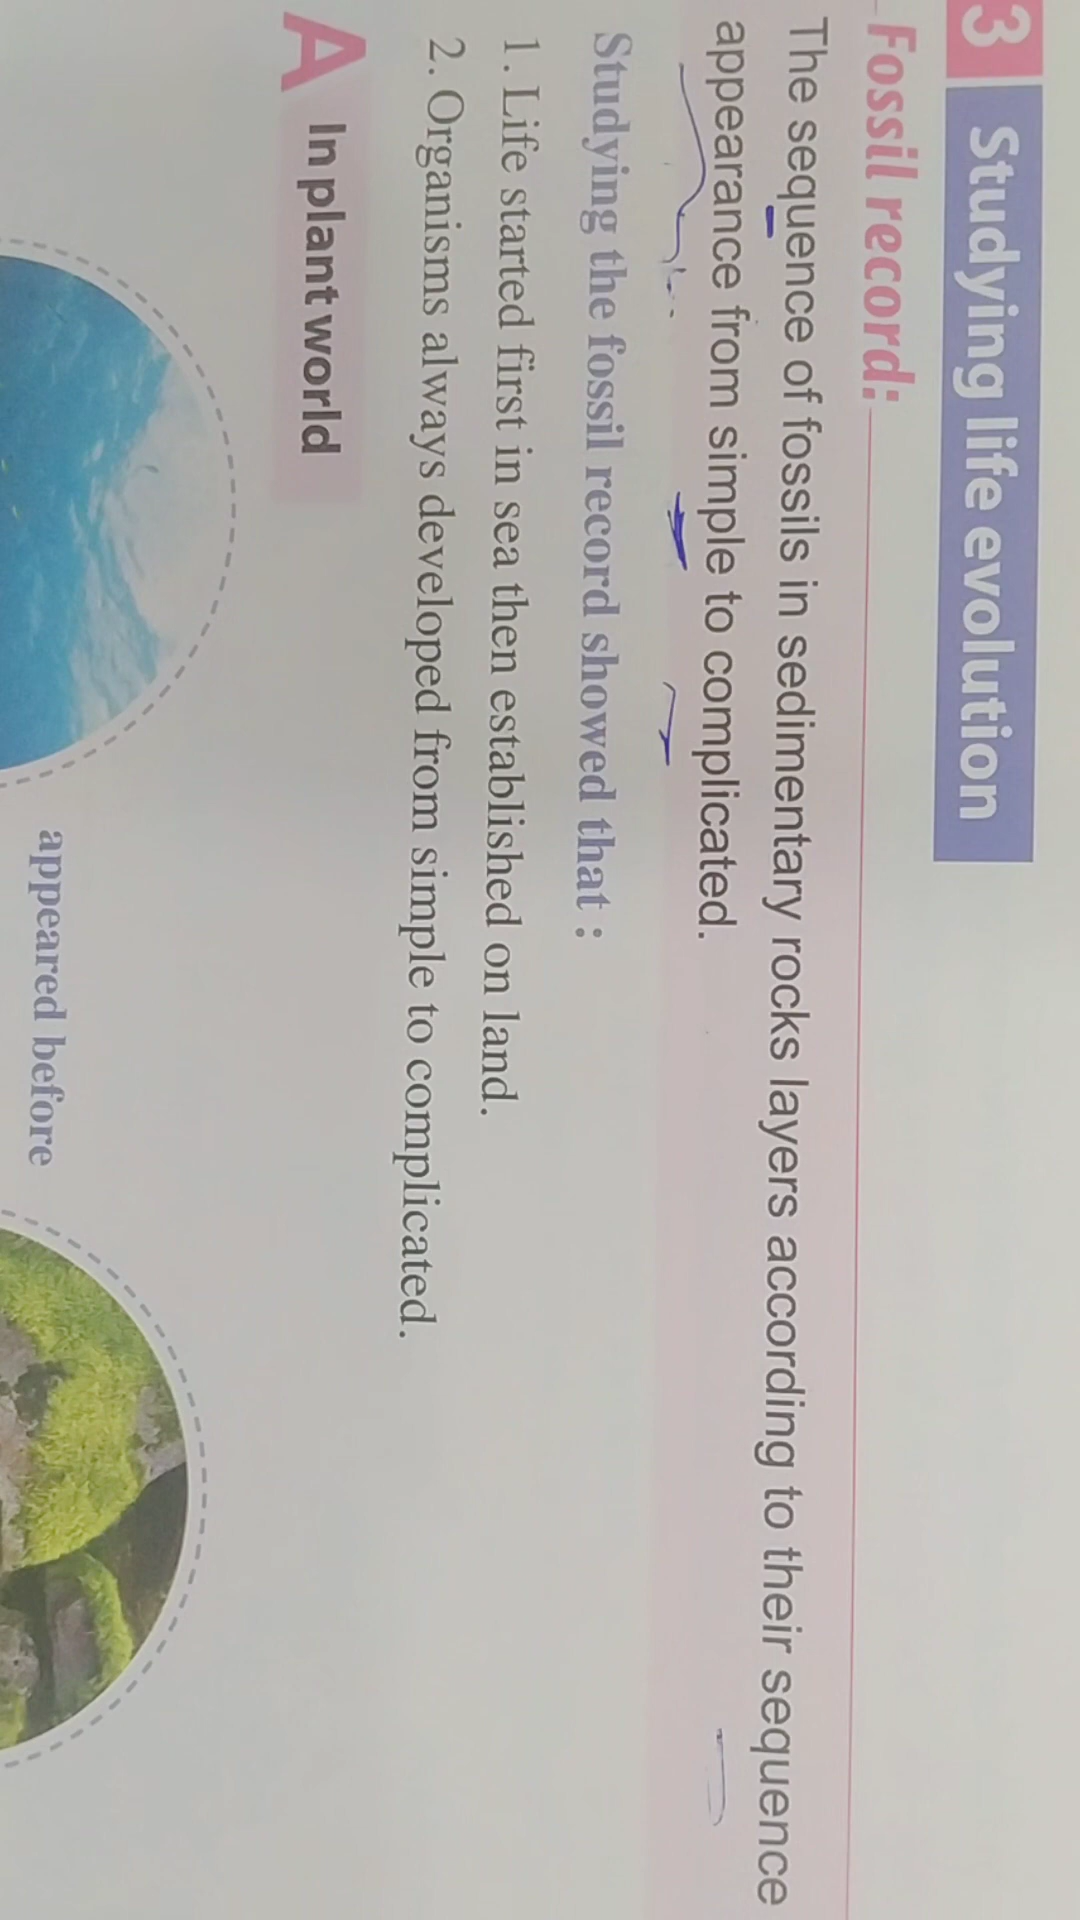 3 Studying life evolution
Fossil record:
The sequence of fossils in sedimentary rocks layers according to their sequence
appearance from simple to complicated.
Studying the fossil record showed that :
1. Life started first in sea then established on land.
2. Organisms always developed from simple to complicated.
A In plant world
appeared before